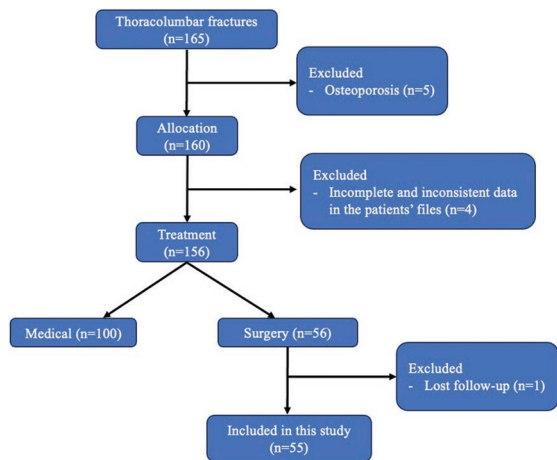 Thoracolumbar fractures
(n=165)
Excluded
- Osteoporosis (n=5)
Allocation
(n=160)
Excluded
- Incomplete and inconsistent data
in the patients' files (n=4)
Treatment
(n=156)
Medical (n=100)
Surgery (n=56)
Excluded
- Lost follow-up (n=1)
Included in this study
(n=55)